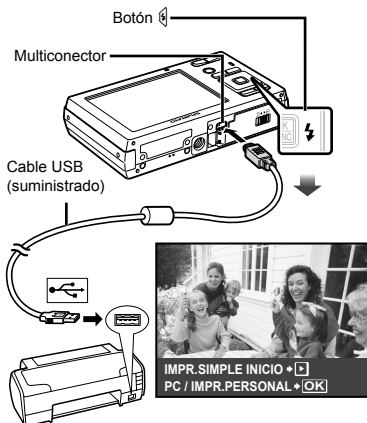 Botón
Multiconector
Cable USB
(suministrado)
IMPR.SIMPLE INICIO
PC / IMPR.PERSONAL OK